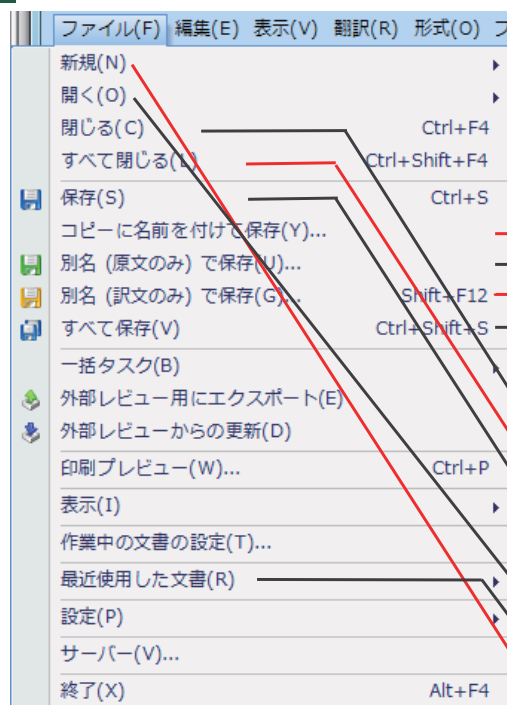 ファイル(F) 編集(E) 表示(V) 翻訳(R) 形式(O)
新規(N)
開く(O)
閉じる(C) Ctrl+F4
すべて閉じる(L) Ctrl+Shift+F4
保存(S) Ctrl+S
コピーに名前を付けて保存(Y)...
別名 (原文のみ) で保存(U)...
別名 (訳文のみ) で保存(G)... Shift+F12
すべて保存(V) Ctrl+Shift+S
一括タスク(B)
外部レビュー用にエクスポート(E)
外部レビューからの更新(D)
印刷プレビュー(W)... Ctrl+P
表示(I)
作業中の文書の設定(T)...
最近使用した文書(R)
設定(P)
サーバー(V)...
終了(X) Alt+F4